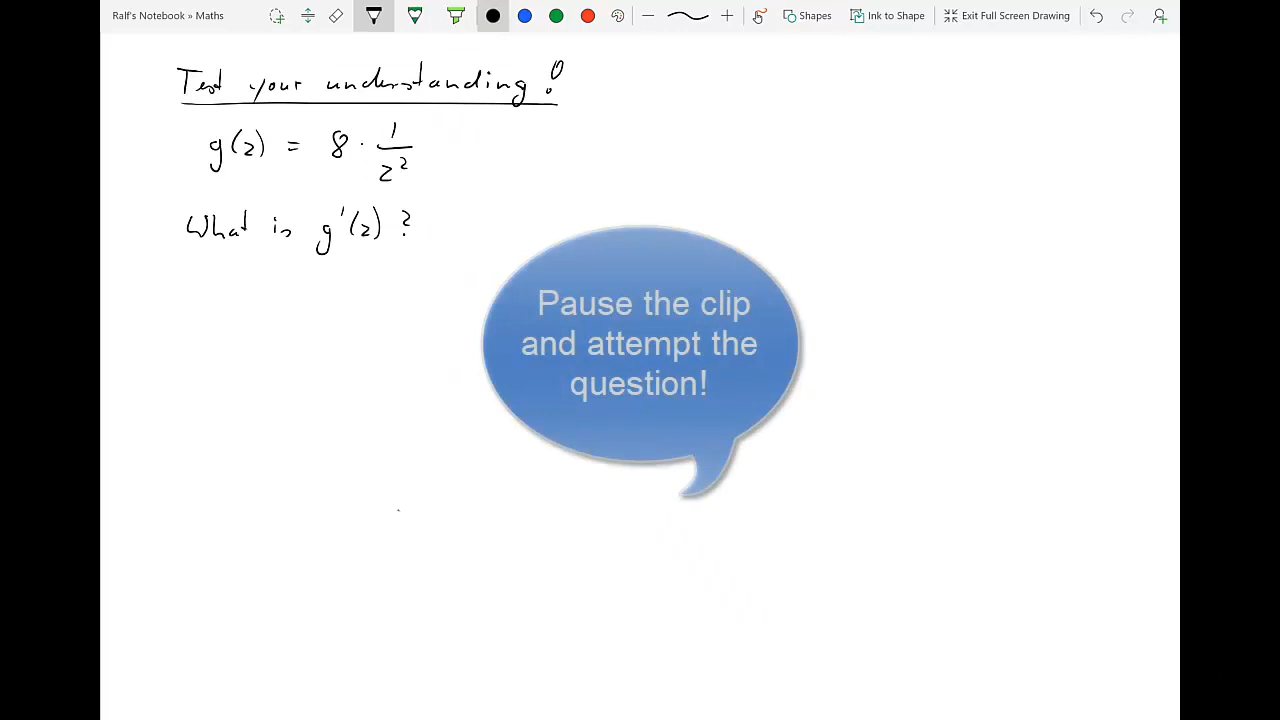 Ralf's Notebook » Maths
Shapes
Ink to Shape
Exit Full Screen Drawing
Test your understanding!
g(z) = 8 · 1/z²
What is g'(z)?
Pause the clip
and attempt the
question!